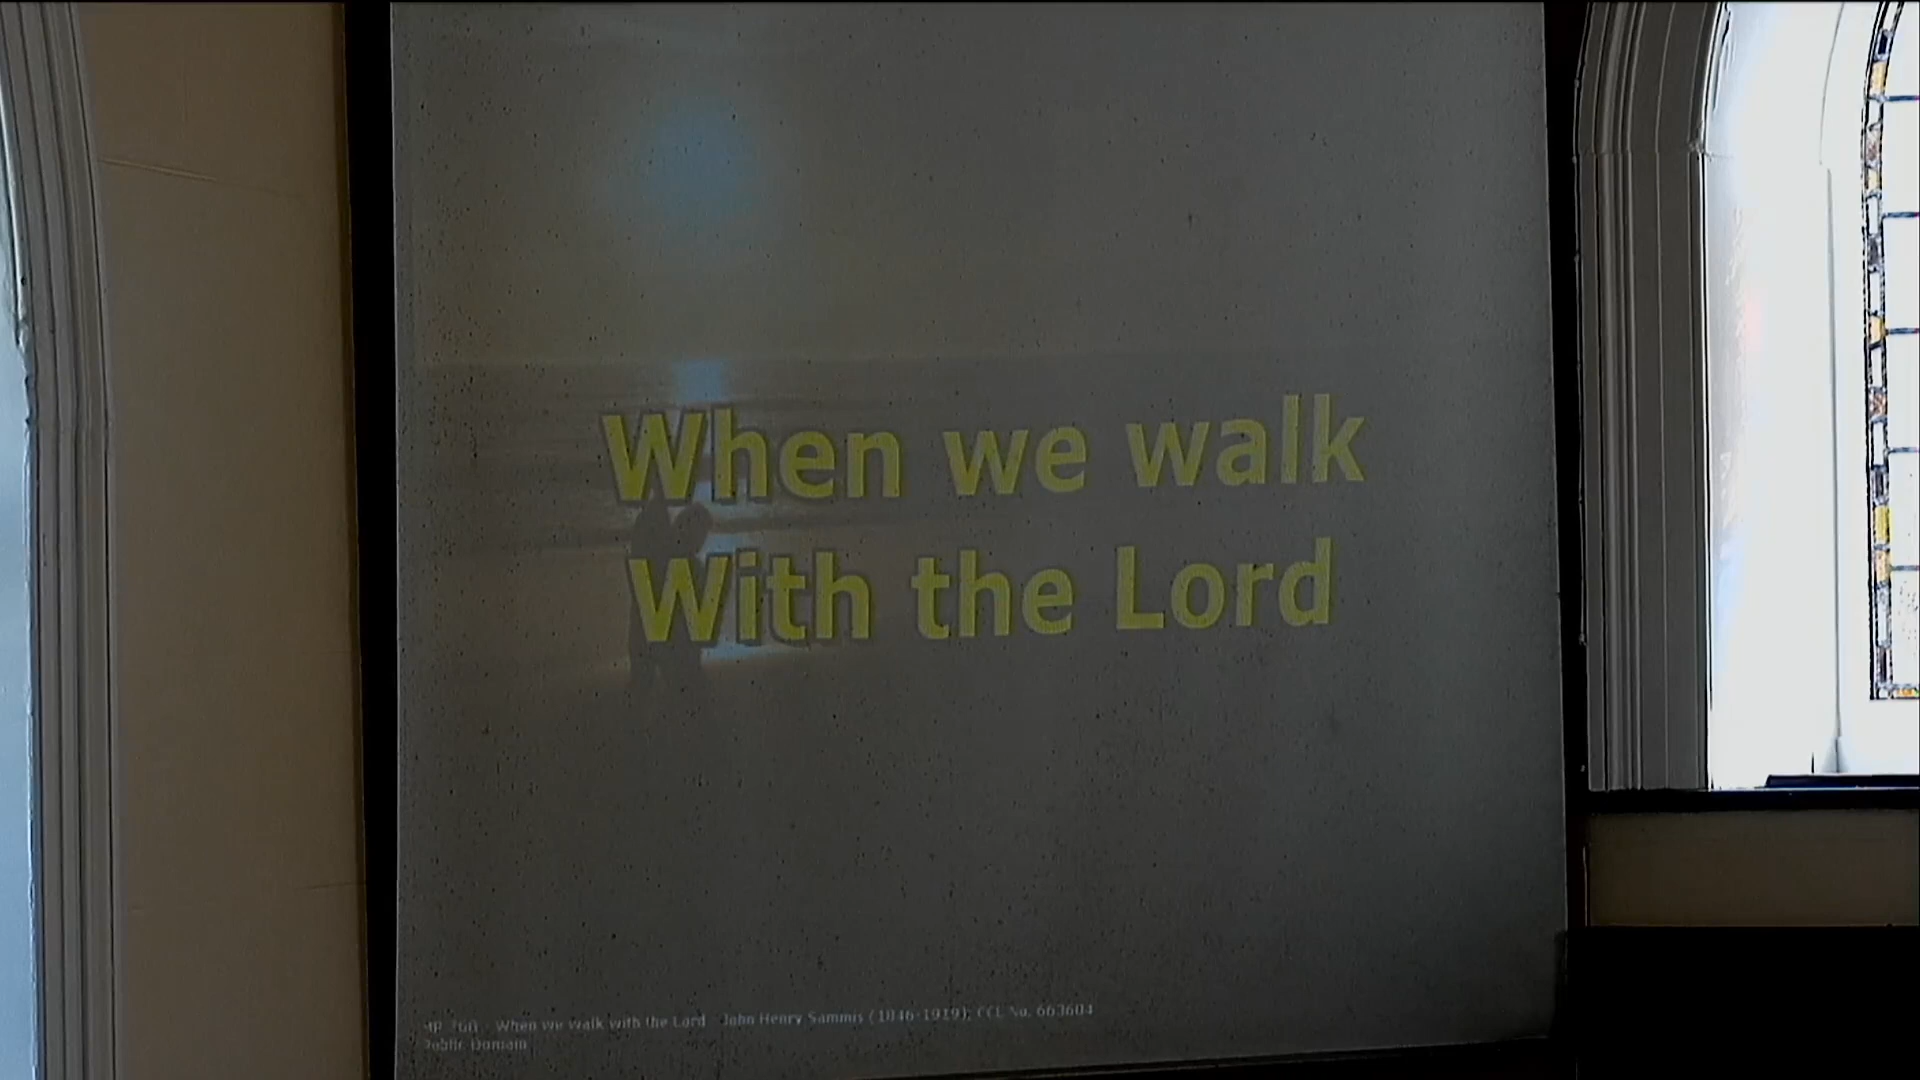 When we walk
With the Lord
When we walk with the Lord John Henry Sammis (1846-1919); CCL No. 663604
Public Domain